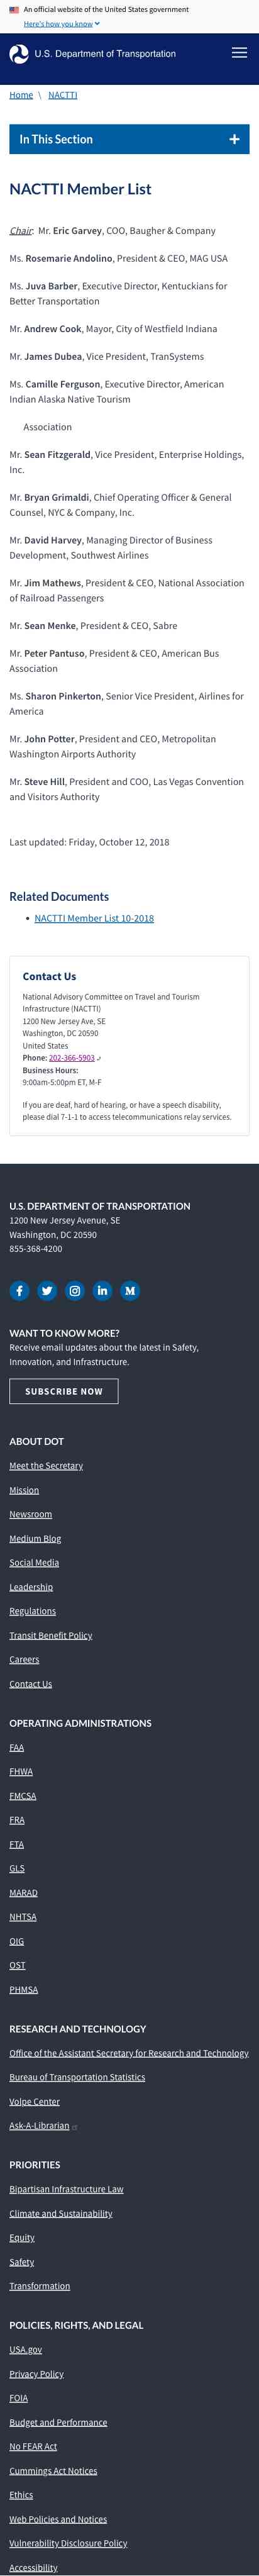 An official website of the United States government
Here's how you know
U.S. Department of Transportation
Home \ NACTTI
In This Section
NACTTI Member List
Chair:  Mr. Eric Garvey, COO, Baugher & Company
Ms. Rosemarie Andolino, President & CEO, MAG USA
Ms. Juva Barber, Executive Director, Kentuckians for
Better Transportation
Mr. Andrew Cook, Mayor, City of Westfield Indiana
Mr. James Dubea, Vice President, TranSystems
Ms. Camille Ferguson, Executive Director, American
Indian Alaska Native Tourism
Association
Mr. Sean Fitzgerald, Vice President, Enterprise Holdings,
Inc.
Mr. Bryan Grimaldi, Chief Operating Officer & General
Counsel, NYC & Company, Inc.
Mr. David Harvey, Managing Director of Business
Development, Southwest Airlines
Mr. Jim Mathews, President & CEO, National Association
of Railroad Passengers
Mr. Sean Menke, President & CEO, Sabre
Mr. Peter Pantuso, President & CEO, American Bus
Association
Ms. Sharon Pinkerton, Senior Vice President, Airlines for
America
Mr. John Potter, President and CEO, Metropolitan
Washington Airports Authority
Mr. Steve Hill, President and COO, Las Vegas Convention
and Visitors Authority
Last updated: Friday, October 12, 2018
Related Documents
• NACTTI Member List 10-2018
Contact Us
National Advisory Committee on Travel and Tourism
Infrastructure (NACTTI)
1200 New Jersey Ave, SE
Washington, DC 20590
United States
Phone: 202-366-5903
Business Hours:
9:00am-5:00pm ET, M-F
If you are deaf, hard of hearing, or have a speech disability,
please dial 7-1-1 to access telecommunications relay services.
U.S. DEPARTMENT OF TRANSPORTATION
1200 New Jersey Avenue, SE
Washington, DC 20590
855-368-4200
WANT TO KNOW MORE?
Receive email updates about the latest in Safety,
Innovation, and Infrastructure.
SUBSCRIBE NOW
ABOUT DOT
Meet the Secretary
Mission
Newsroom
Medium Blog
Social Media
Leadership
Regulations
Transit Benefit Policy
Careers
Contact Us
OPERATING ADMINISTRATIONS
FAA
FHWA
FMCSA
FRA
FTA
GLS
MARAD
NHTSA
OIG
OST
PHMSA
RESEARCH AND TECHNOLOGY
Office of the Assistant Secretary for Research and Technology
Bureau of Transportation Statistics
Volpe Center
Ask-A-Librarian
PRIORITIES
Bipartisan Infrastructure Law
Climate and Sustainability
Equity
Safety
Transformation
POLICIES, RIGHTS, AND LEGAL
USA.gov
Privacy Policy
FOIA
Budget and Performance
No FEAR Act
Cummings Act Notices
Ethics
Web Policies and Notices
Vulnerability Disclosure Policy
Accessibility